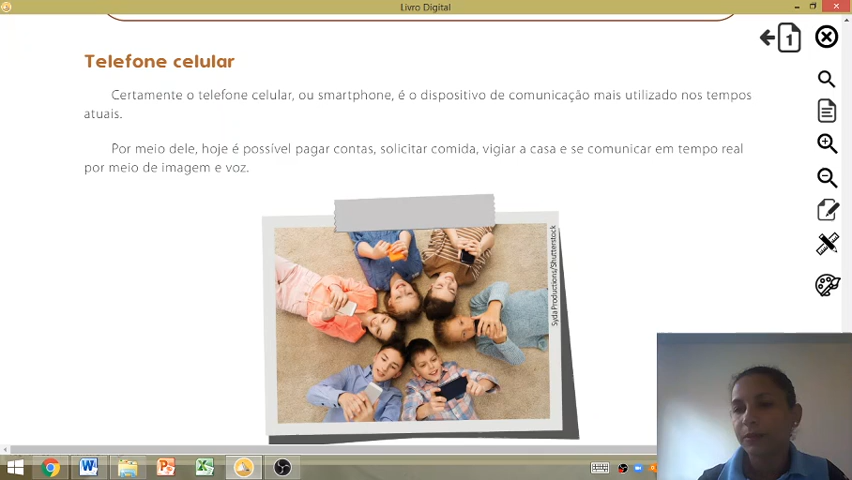 Livro Digital
1
Telefone celular
Certamente o telefone celular, ou smartphone, é o dispositivo de comunicação mais utilizado nos tempos
atuais.
Por meio dele, hoje é possível pagar contas, solicitar comida, vigiar a casa e se comunicar em tempo real
por meio de imagem e voz.
SydaProductions/Shutterstock